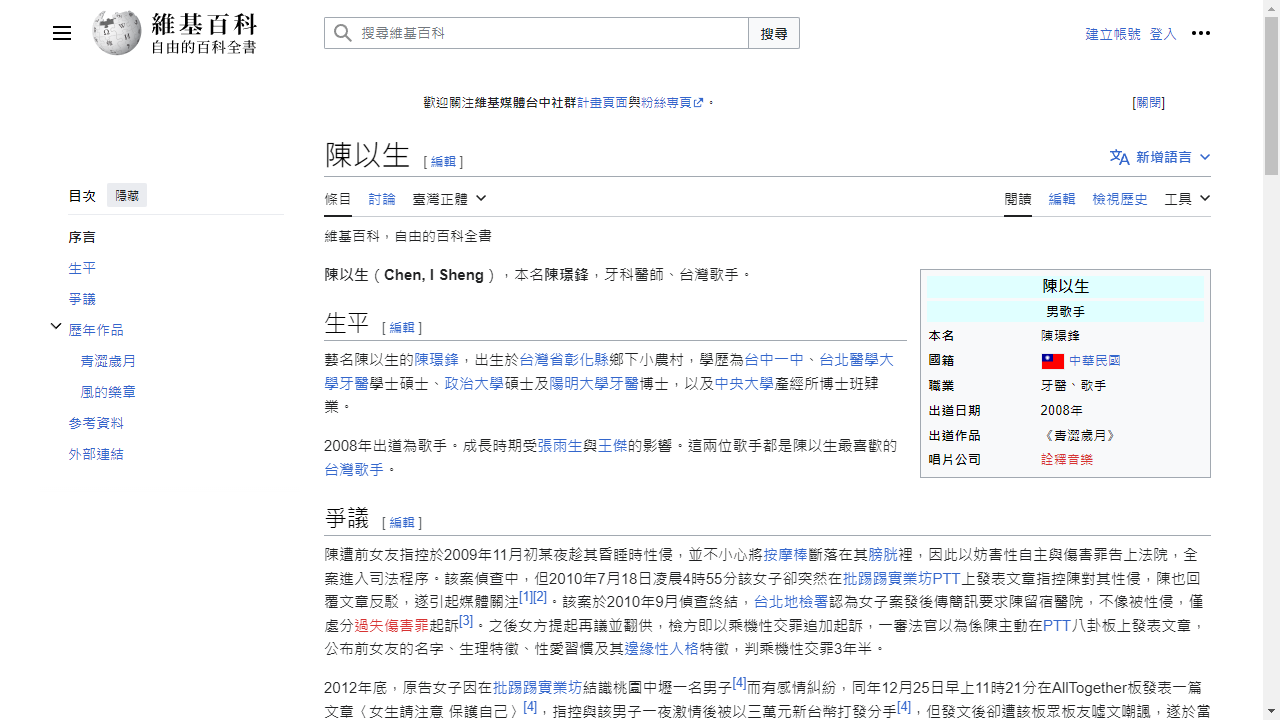 維基百科
自由的百科全書
搜尋維基百科
搜尋
建立帳號 登入
歡迎關注維基媒體台中社群計畫頁面與粉絲專頁。
[關閉]
陳以生 [編輯]
新增語言
目次 隱藏
序言
生平
爭議
歷年作品
青澀歲月
風的樂章
參考資料
外部連結
條目 討論 臺灣正體
閱讀 編輯 檢視歷史 工具
維基百科，自由的百科全書
陳以生（Chen, I Sheng），本名陳璟鋒，牙科醫師、台灣歌手。
陳以生
男歌手
本名 陳璟鋒
國籍 中華民國
職業 牙醫、歌手
出道日期 2008年
出道作品 《青澀歲月》
唱片公司 詮釋音樂
生平 [編輯]
藝名陳以生的陳璟鋒，出生於台灣省彰化縣鄉下小農村，學歷為台中一中、台北醫學大
學牙醫學士碩士、政治大學碩士及陽明大學牙醫博士，以及中央大學產經所博士班肄
業。
2008年出道為歌手。成長時期受張雨生與王傑的影響。這兩位歌手都是陳以生最喜歡的
台灣歌手。
爭議 [編輯]
陳遭前女友指控於2009年11月初某夜趁其昏睡時性侵，並不小心將按摩棒斷落在其膀胱裡，因此以妨害性自主與傷害罪告上法院，全
案進入司法程序。該案偵查中，但2010年7月18日凌晨4時55分該女子卻突然在批踢踢實業坊PTT上發表文章指控陳對其性侵，陳也回
覆文章反駁，遂引起媒體關注[1][2]。該案於2010年9月偵查終結，台北地檢署認為女子案發後傳簡訊要求陳留宿醫院，不像被性侵，僅
處分過失傷害罪起訴[3]。之後女方提起再議並翻供，檢方即以乘機性交罪追加起訴，一審法官以為係陳主動在PTT八卦板上發表文章，
公布前女友的名字、生理特徵、性愛習慣及其邊緣性人格特徵，判乘機性交罪3年半。
2012年底，原告女子因在批踢踢實業坊結識桃園中壢一名男子[4]而有感情糾紛，同年12月25日早上11時21分在AllTogether板發表一篇
文章〈女生請注意 保護自己〉[4]，指控與該男子一夜激情後被以三萬元新台幣打發分手[4]，但發文後卻遭該板眾板友噓文嘲諷，遂於當